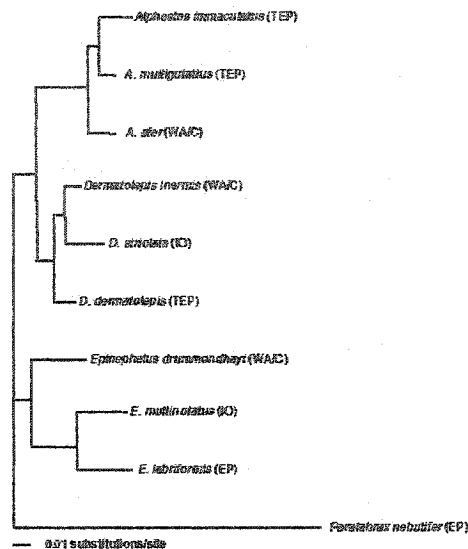 Alphestes immaculatus (TEP)
A. multiguttatus (TEP)
A. afer (WA/C)
Dermatolepis inermis (WA/C)
D. striolata (IO)
D. dermatolepis (TEP)
Epinephelus drummondhayi (WA/C)
E. multinotatus (IO)
E. labriformis (EP)
Paralabrax nebulifer (EP)
0.01 substitutions/site